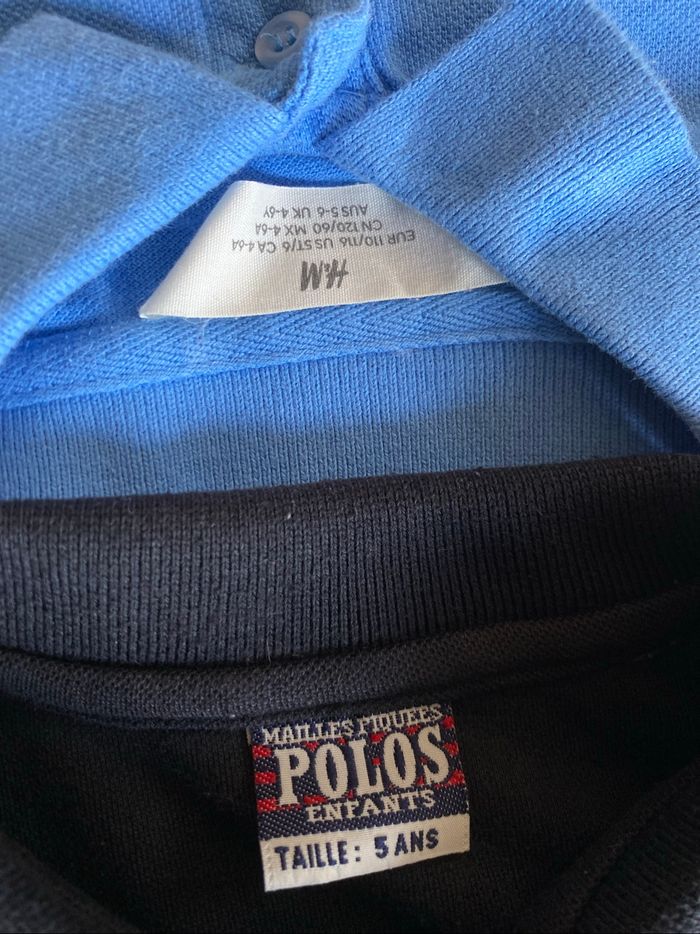 H&M
EUR 110/116 US 5T/6 CA 4-6A
CN 120/60 MX 4-6A
AUS 5-6 UK 4-6Y
MAILLES PIQUEES
POLOS
ENFANTS
TAILLE: 5 ANS